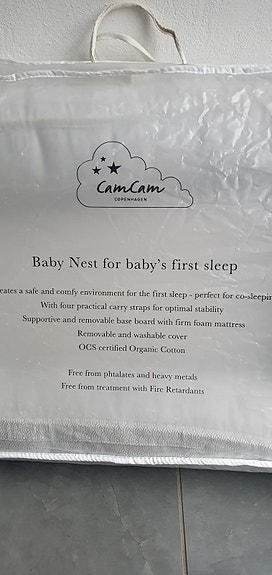 CamCam
COPENHAGEN
Baby Nest for baby's first sleep
eates a safe and comfy environment for the first sleep - perfect for co-sleepin
With four practical carry straps for optimal stability
Supportive and removable base board with firm foam mattress
Removable and washable cover
OCS certified Organic Cotton
Free from phtalates and heavy metals
Free from treatment with Fire Retardants